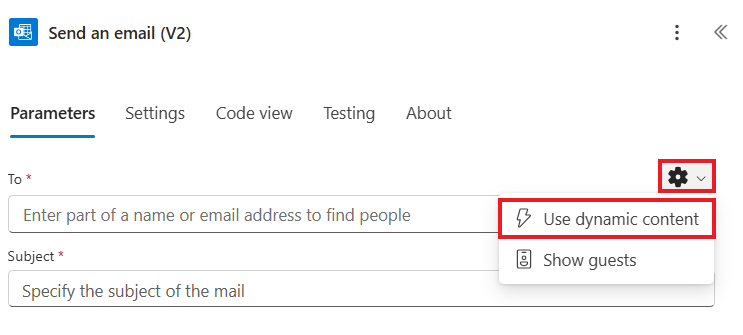 Send an email (V2)
Parameters Settings Code view Testing About
To *
Enter part of a name or email address to find people
Use dynamic content
Subject *
Show guests
Specify the subject of the mail